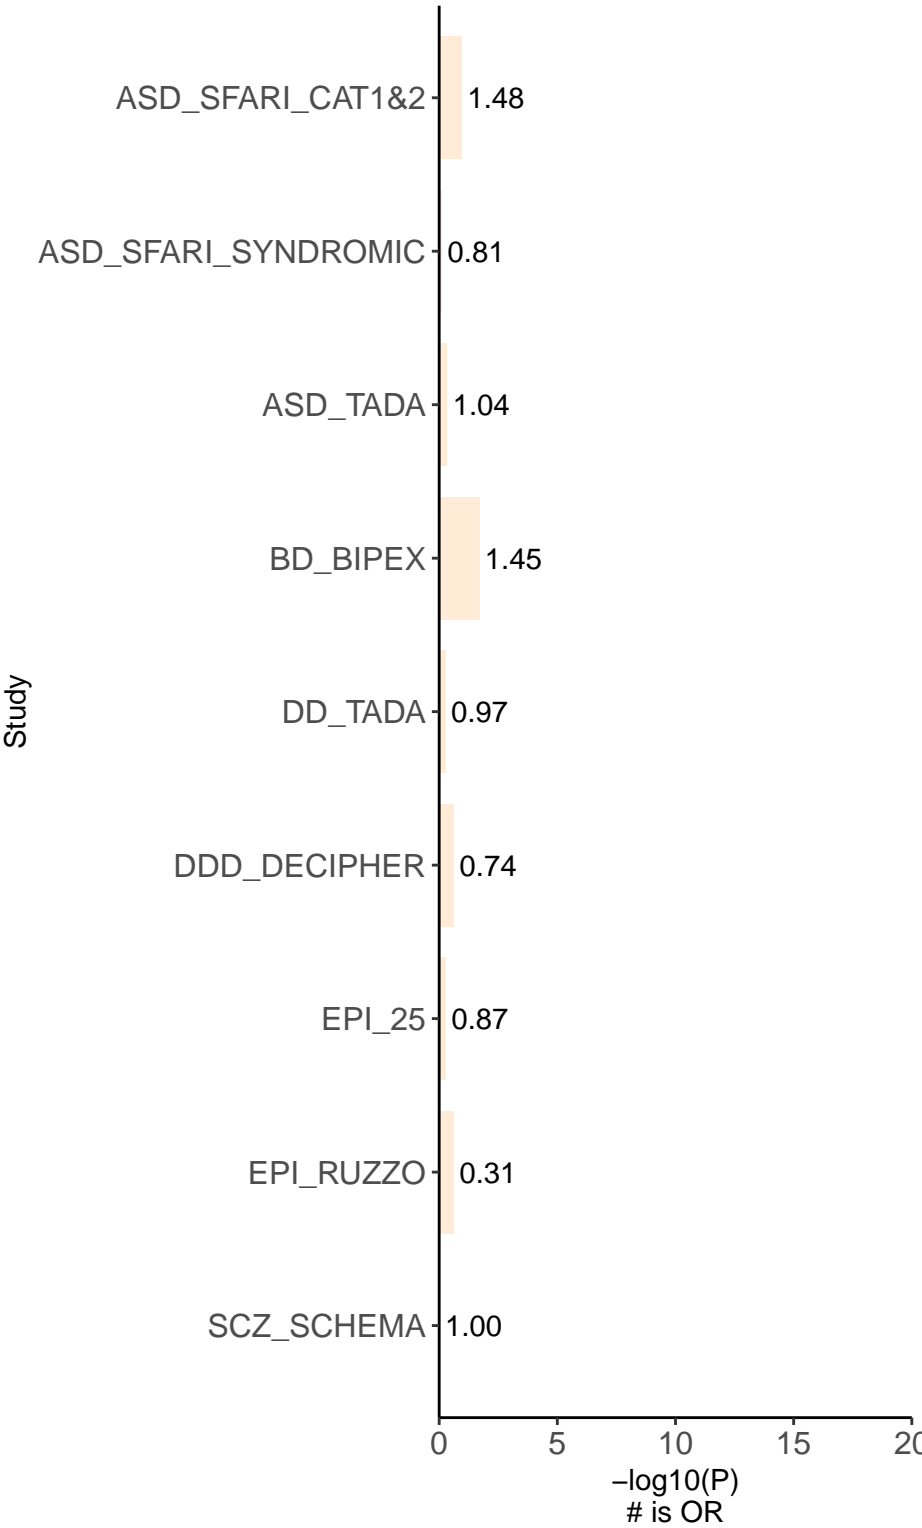 ASD_SFARI_CAT1&2 1.48
ASD_SFARI_SYNDROMIC 0.81
ASD_TADA 1.04
BD_BIPEX 1.45
Study
DD_TADA 0.97
DDD_DECIPHER 0.74
EPI_25 0.87
EPI_RUZZO 0.31
SCZ_SCHEMA 1.00
0 5 10 15 20
−log10(P)
# is OR